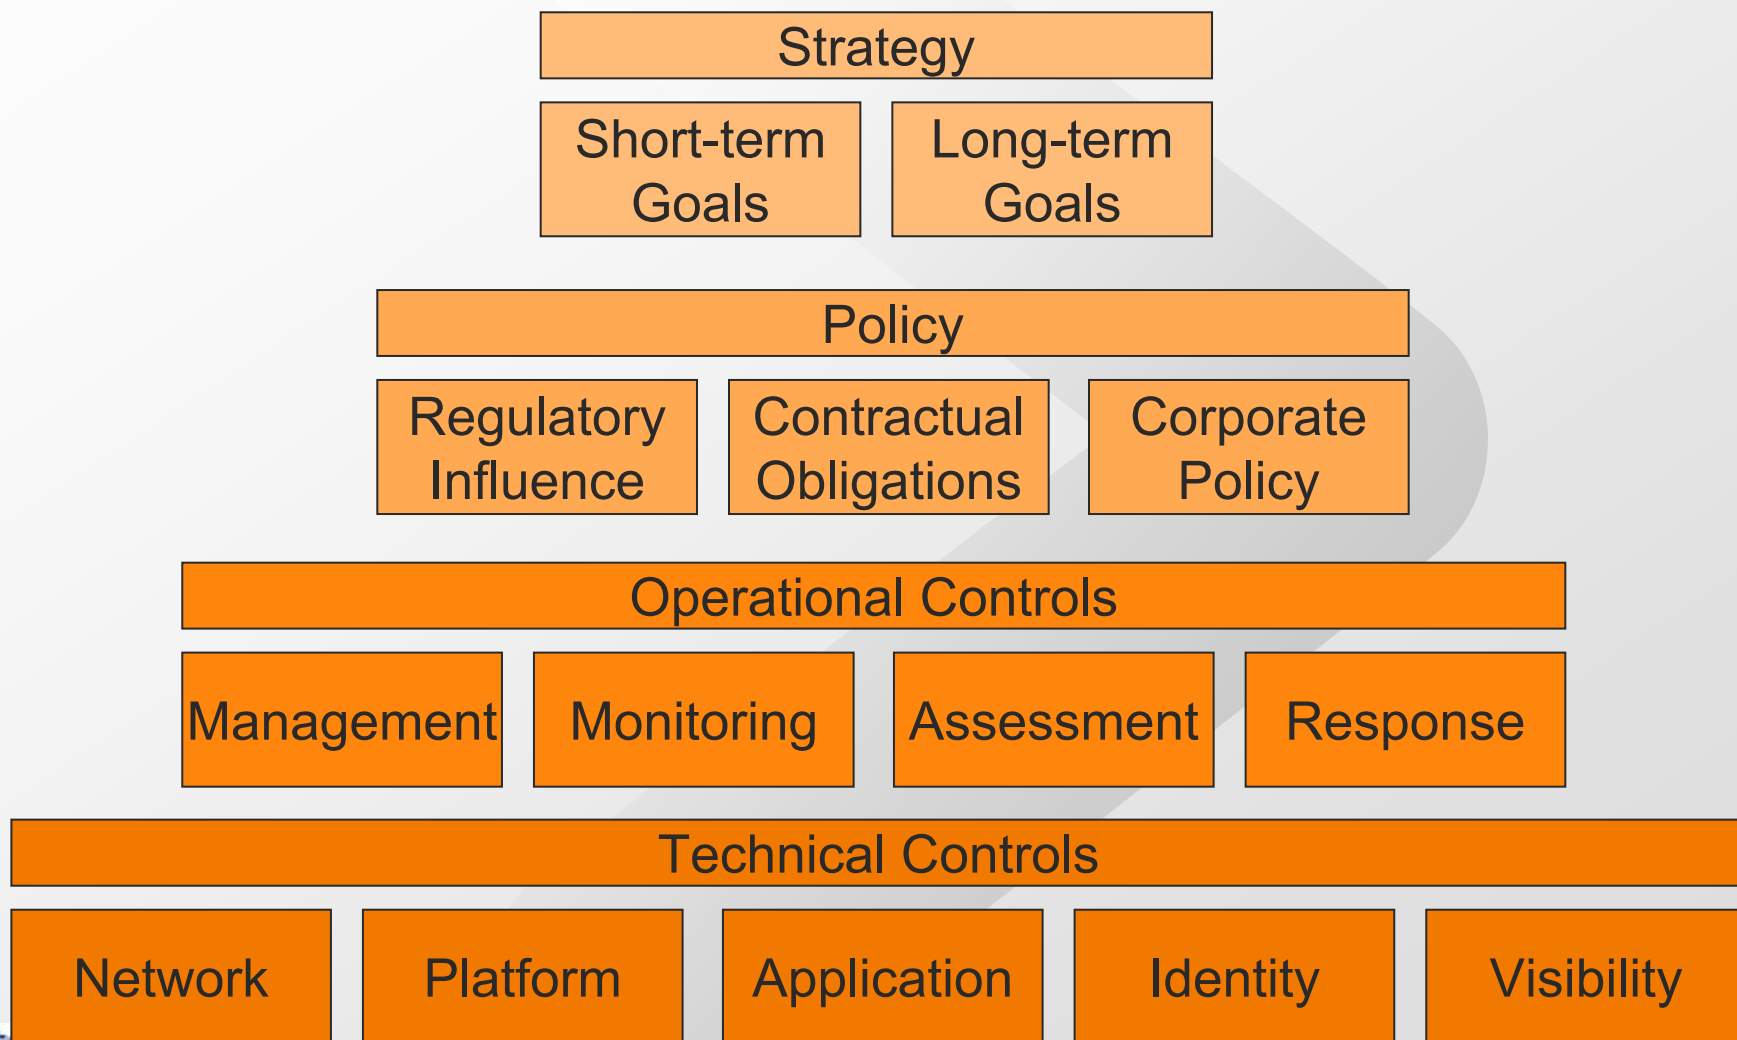 Strategy
Short-term
Goals
Long-term
Goals
Policy
Regulatory
Influence
Contractual
Obligations
Corporate
Policy
Operational Controls
Management
Monitoring
Assessment
Response
Technical Controls
Network
Platform
Application
Identity
Visibility